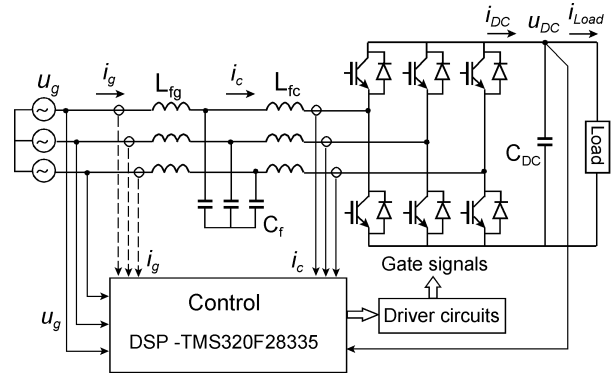 i_DC u_DC i_Load
u_g i_g L_fg i_c L_fc
C_DC Load
C_f
i_g i_c Gate signals
u_g Control Driver circuits
DSP -TMS320F28335